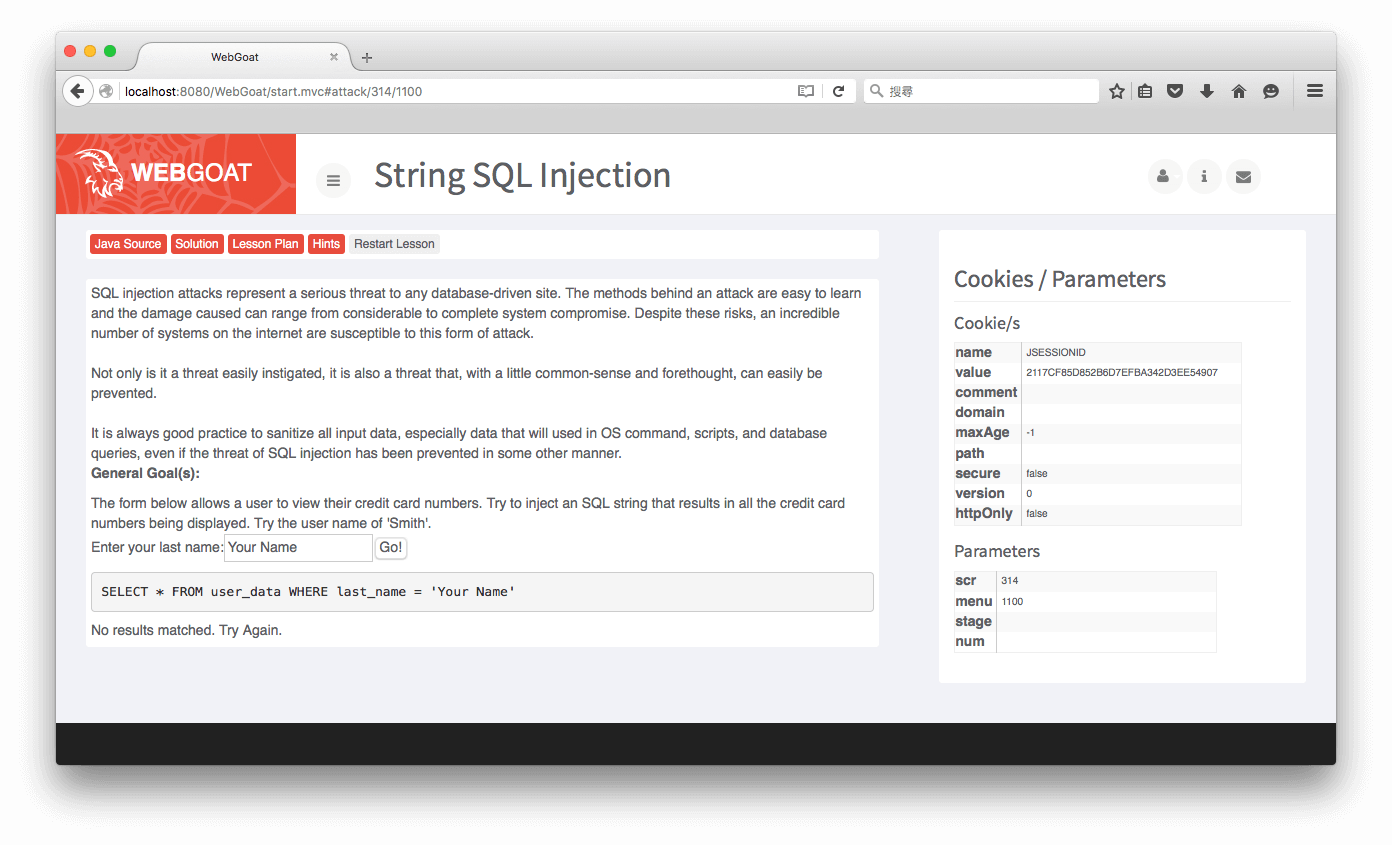 WebGoat
localhost:8080/WebGoat/start.mvc#attack/314/1100
搜尋
WEBGOAT
String SQL Injection
Java Source Solution Lesson Plan Hints Restart Lesson
SQL injection attacks represent a serious threat to any database-driven site. The methods behind an attack are easy to learn
and the damage caused can range from considerable to complete system compromise. Despite these risks, an incredible
number of systems on the internet are susceptible to this form of attack.
Not only is it a threat easily instigated, it is also a threat that, with a little common-sense and forethought, can easily be
prevented.
It is always good practice to sanitize all input data, especially data that will used in OS command, scripts, and database
queries, even if the threat of SQL injection has been prevented in some other manner.
General Goal(s):
The form below allows a user to view their credit card numbers. Try to inject an SQL string that results in all the credit card
numbers being displayed. Try the user name of 'Smith'.
Enter your last name: Your Name Go!
SELECT * FROM user_data WHERE last_name = 'Your Name'
No results matched. Try Again.
Cookies / Parameters
Cookie/s
name JSESSIONID
value 2117CF85D852B6D7EFBA342D3EE54907
comment
domain
maxAge -1
path
secure false
version 0
httpOnly false
Parameters
scr 314
menu 1100
stage
num